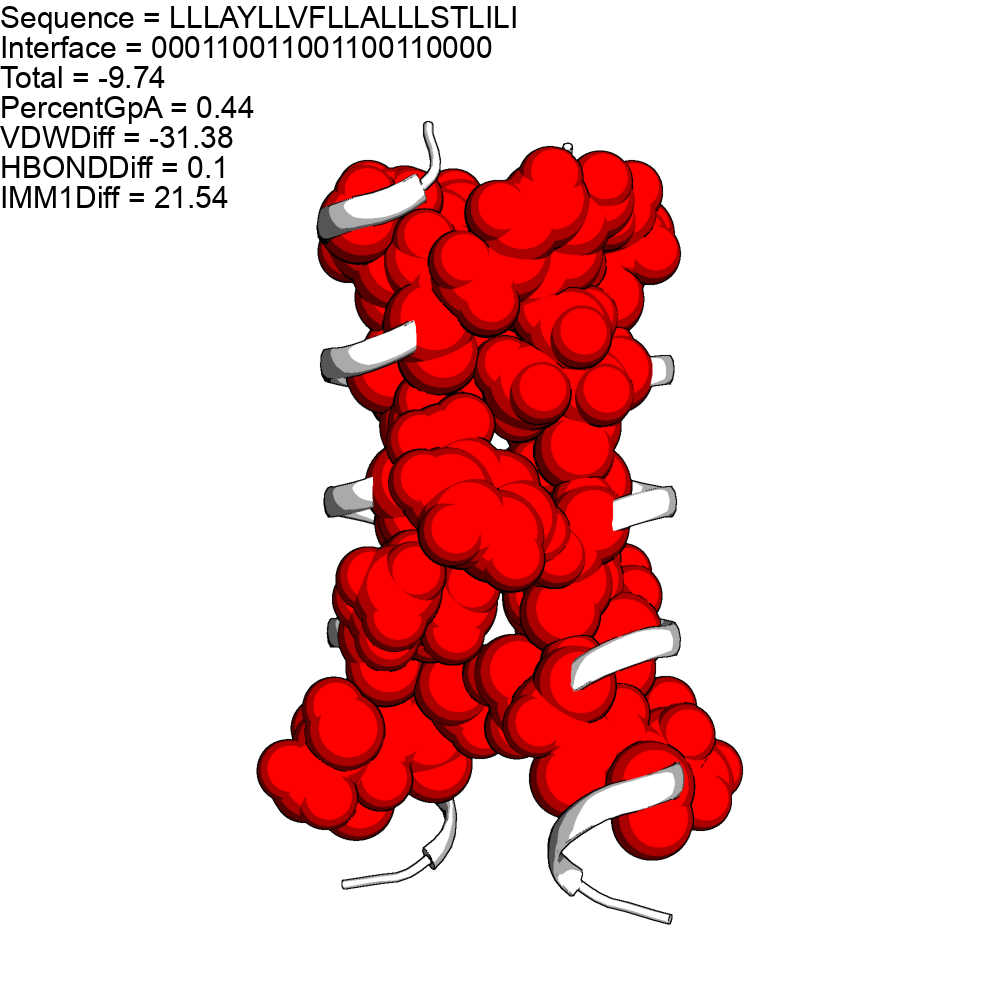 Sequence = LLLAYLLVFLLALLLSTLILI
Interface = 000110011001100110000
Total = -9.74
PercentGpA = 0.44
VDWDiff = -31.38
HBONDDiff = 0.1
IMM1Diff = 21.54